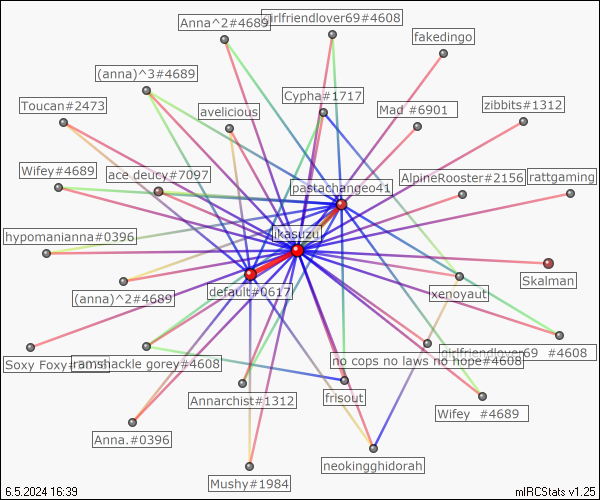 Anna^2#4689
girlfriendlover69#4608
fakedingo
(anna)^3#4689
Toucan#2473
avelicious
Cypha#1717
Mad #6901
zibbits#1312
Wifey#4689
ace deucy#7097
pastachangeo41
AlpineRooster#2156
rattgaming
hypomanianna#0396
ikasuzu
Skalman
(anna)^2#4689
default#0617
xenoyaut
Soxy Foxy
ramshackle gorey#4608
no cops no laws no hope#4608
girlfriendlover69 #4608
Annarchist#1312
frisout
Wifey #4689
Anna.#0396
neokingghidorah
Mushy#1984
6.5.2024 16:39
mIRCStats v1.25